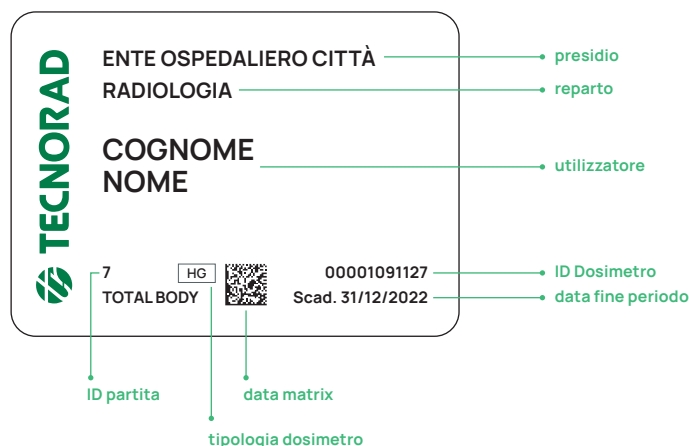 ENTE OSPEDALIERO CITTÀ
presidio
RADIOLOGIA
reparto
TECNORAD
COGNOME
NOME
utilizzatore
7
HG
00001091127
ID Dosimetro
TOTAL BODY
Scad. 31/12/2022
data fine periodo
ID partita
data matrix
tipologia dosimetro